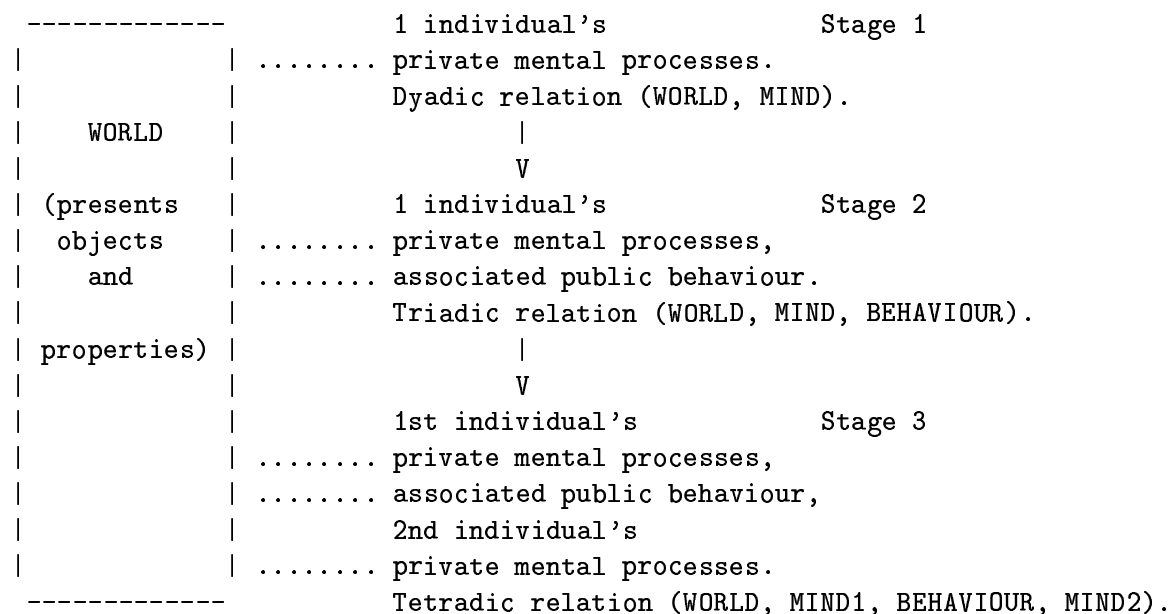 ------------- 1 individual's Stage 1
| | ........ private mental processes.
| | Dyadic relation (WORLD, MIND).
| WORLD | |
| | V
| (presents | 1 individual's Stage 2
| objects | ........ private mental processes,
| and | ........ associated public behaviour.
| | Triadic relation (WORLD, MIND, BEHAVIOUR).
| properties) | |
| | V
| | 1st individual's Stage 3
| | ........ private mental processes,
| | ........ associated public behaviour,
| | 2nd individual's
| | ........ private mental processes.
------------- Tetradic relation (WORLD, MIND1, BEHAVIOUR, MIND2).